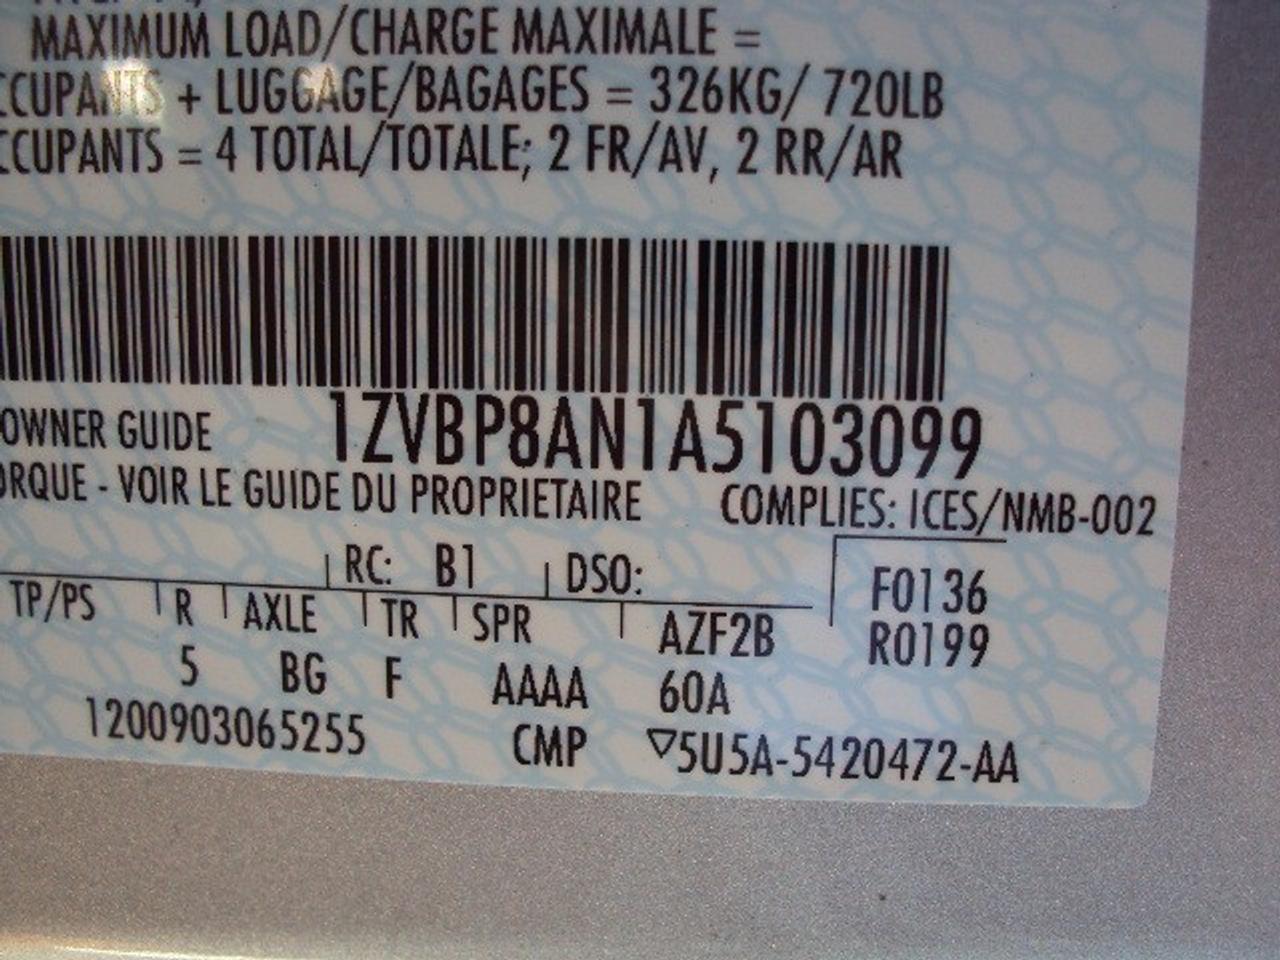 MAXIMUM LOAD/CHARGE MAXIMALE =
CCUPANTS + LUGGAGE/BAGAGES = 326KG/ 720LB
CCUPANTS = 4 TOTAL/TOTALE; 2 FR/AV, 2 RR/AR
OWNER GUIDE 1ZVBP8AN1A5103099
ORQUE - VOIR LE GUIDE DU PROPRIETAIRE COMPLIES: ICES/NMB-002
RC: B1 DSO: F0136
TP/PS R AXLE TR SPR AZF2B R0199
5 BG F AAAA 60A
1200903065255 CMP ▽5U5A-5420472-AA